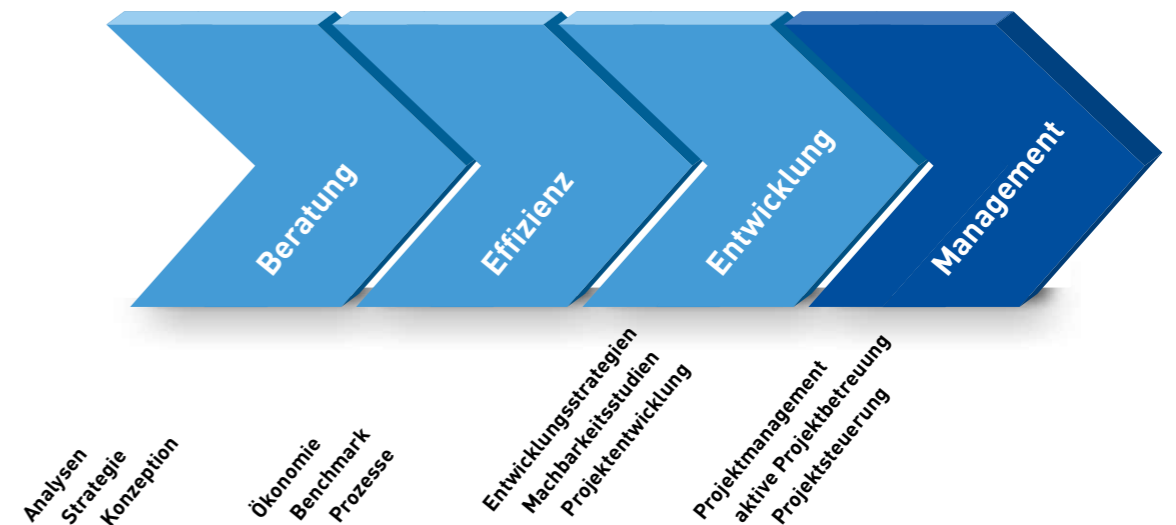 Beratung
Effizienz
Entwicklung
Management
Analysen
Strategie
Konzeption
Ökonomie
Benchmark
Prozesse
Entwicklungsstrategien
Machbarkeitsstudien
Projektentwicklung
Projektmanagement
aktive Projektbetreuung
Projektsteuerung